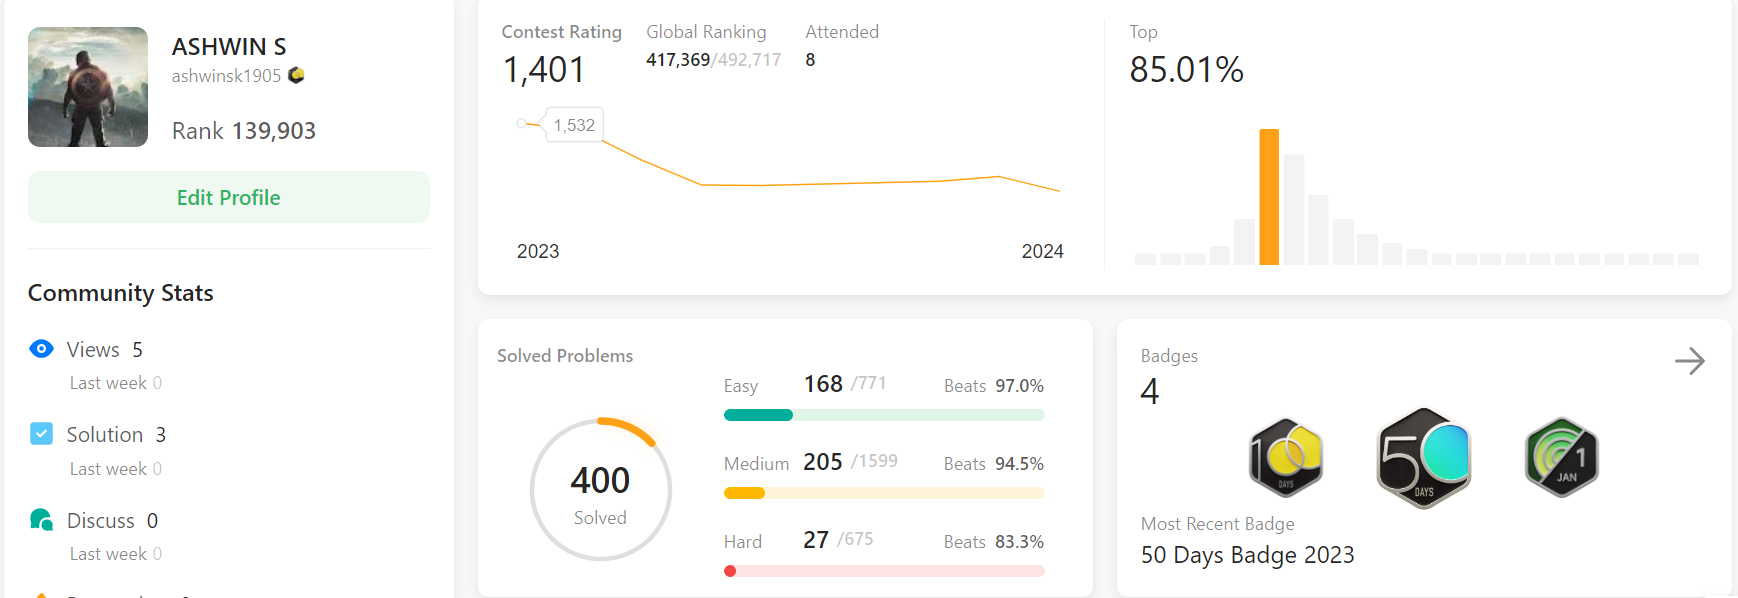 ASHWIN S
ashwinsk1905
Rank 139,903
Edit Profile
Community Stats
Views 5
Last week 0
Solution 3
Last week 0
Discuss 0
Last week 0
Contest Rating
1,401
Global Ranking
417,369/492,717
Attended
8
1,532
2023
2024
Top
85.01%
Solved Problems
400
Solved
Easy 168 /771 Beats 97.0%
Medium 205 /1599 Beats 94.5%
Hard 27 /675 Beats 83.3%
Badges
4
100
DAYS
50
DAYS
1
JAN
Most Recent Badge
50 Days Badge 2023